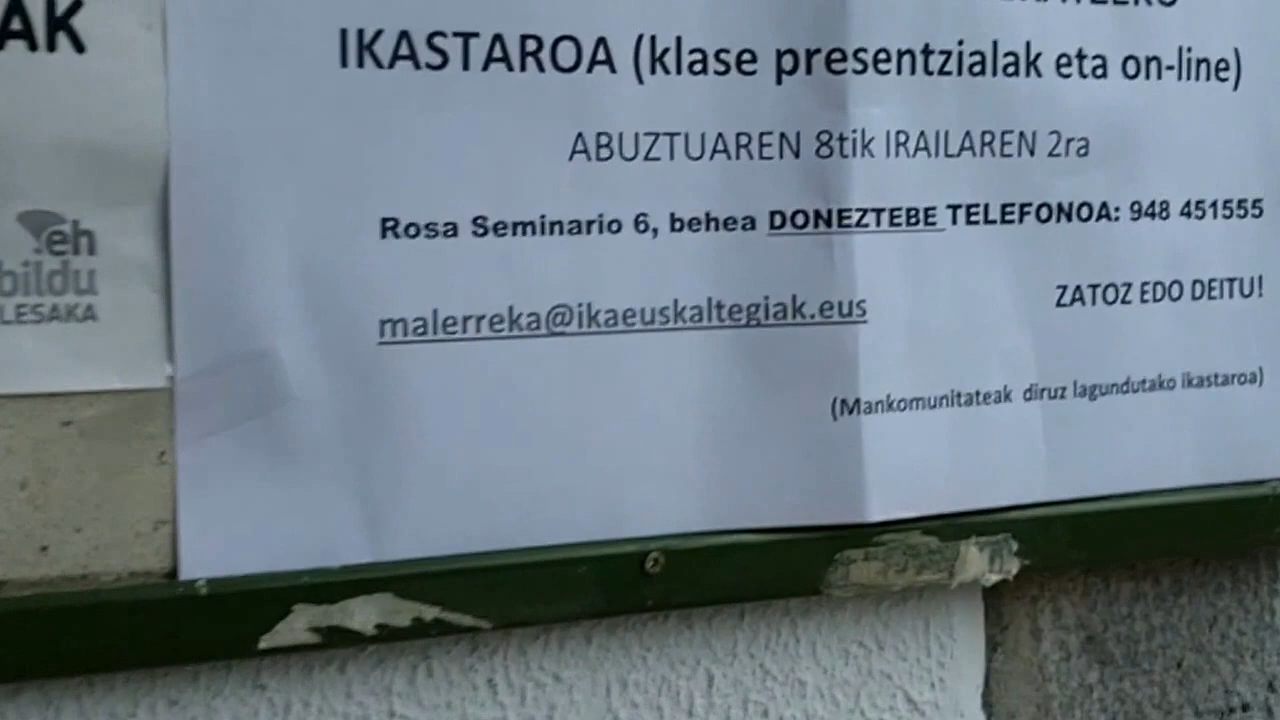 AK
IKASTAROA (klase presentzialak eta on-line)
ABUZTUAREN 8tik IRAILAREN 2ra
Rosa Seminario 6, behea DONEZTEBE TELEFONOA: 948 451555
malerreka@ikaeuskaltegiak.eus
ZATOZ EDO DEITU!
(Mankomunitateak diruz lagundutako ikastaroa)
eh
bildu
LESAKA